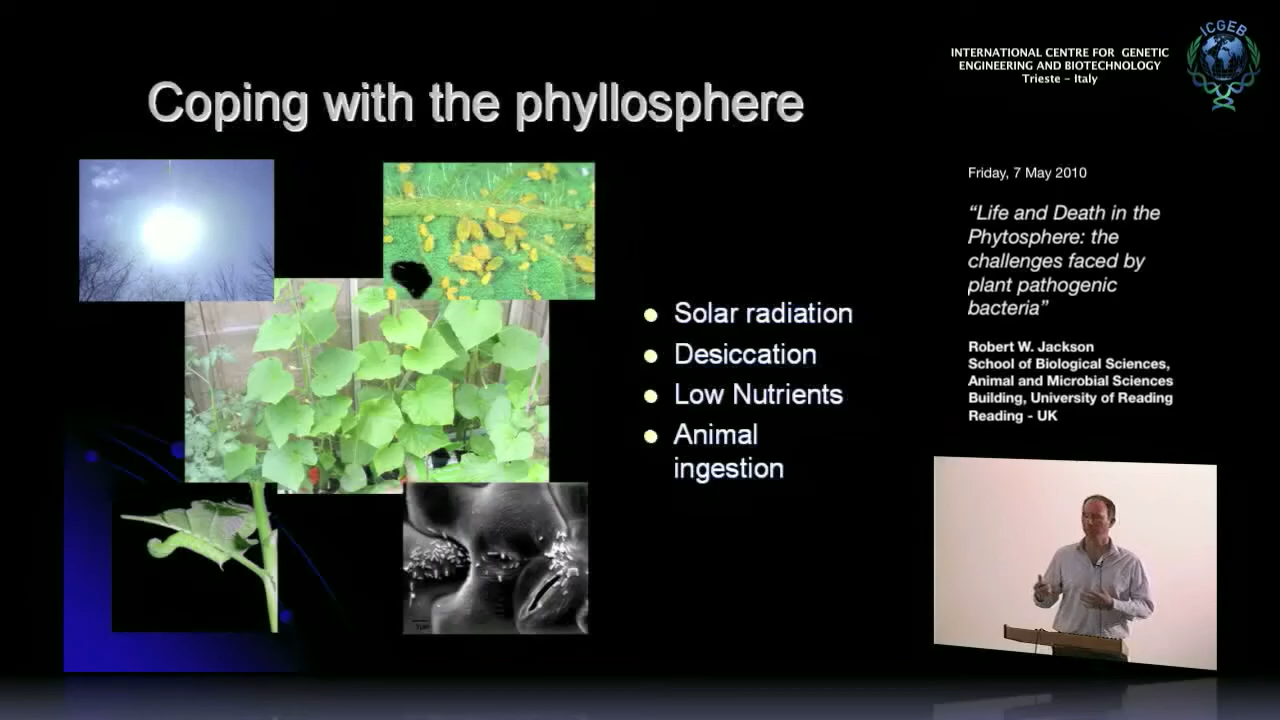 ICGEB
INTERNATIONAL CENTRE FOR GENETIC
ENGINEERING AND BIOTECHNOLOGY
Trieste - Italy
Coping with the phyllosphere
Solar radiation
Desiccation
Low Nutrients
Animal
ingestion
Friday, 7 May 2010
“Life and Death in the
Phytosphere: the
challenges faced by
plant pathogenic
bacteria”
Robert W. Jackson
School of Biological Sciences,
Animal and Microbial Sciences
Building, University of Reading
Reading - UK